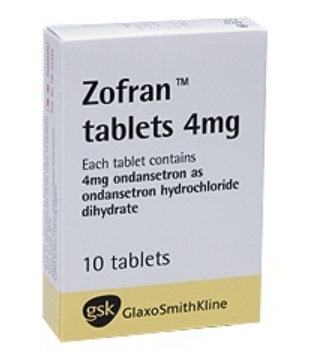 Zofran™
tablets 4mg
Each tablet contains
4mg ondansetron as
ondansetron hydrochloride
dihydrate
10 tablets
gsk GlaxoSmithKline